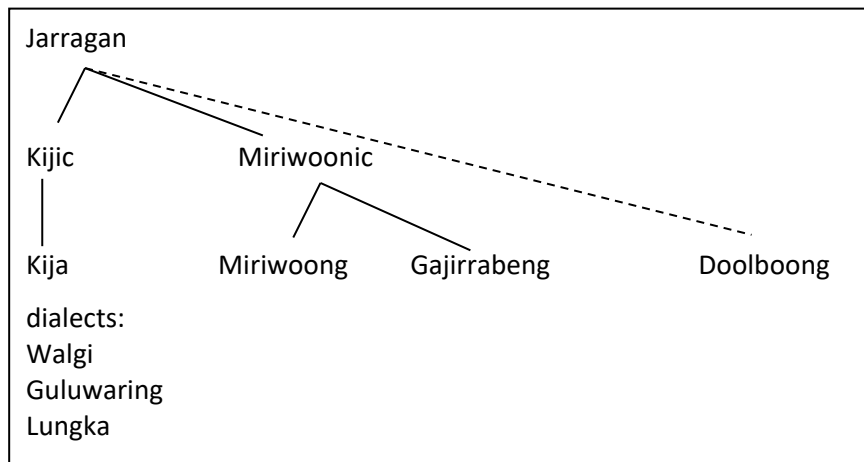 Jarragan
Kijic Miriwoonic
Kija Miriwoong Gajirrabeng Doolboong
dialects:
Walgi
Guluwaring
Lungka